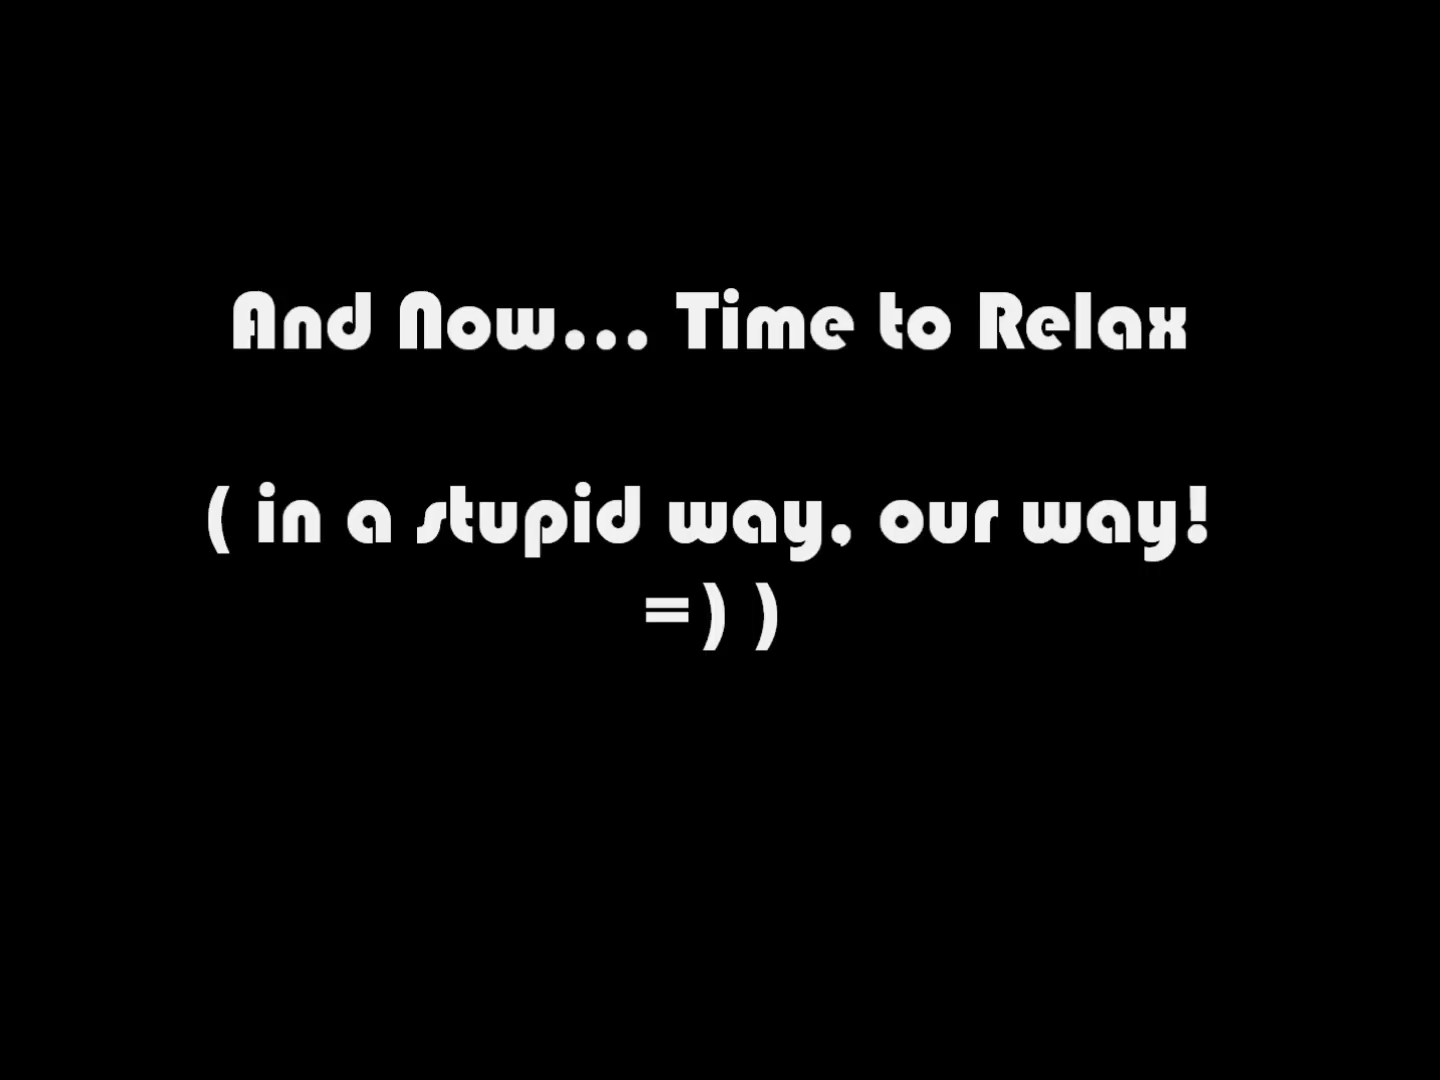 And Now... Time to Relax
( in a stupid way, our way!
=) )